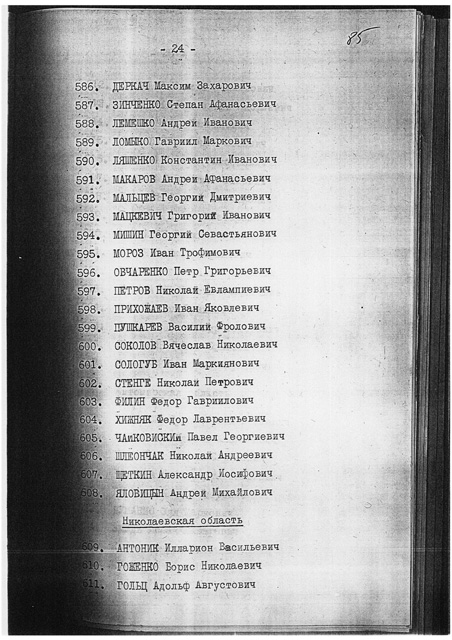 85
- 24 -
586. ДЕРКАЧ Максим Захарович
587. ЗИНЧЕНКО Степан Афанасьевич
588. ЛЕМЕШКО Андрей Иванович
589. ЛОМЫКО Гавриил Маркович
590. ЛЯШЕНКО Константин Иванович
591. МАКАРОВ Андрей Афанасьевич
592. МАЛЬЦЕВ Георгий Дмитриевич
593. МАЦКЕВИЧ Григорий Иванович
594. МИШИН Георгий Севастьянович
595. МОРОЗ Иван Трофимович
596. ОВЧАРЕНКО Петр Григорьевич
597. ПЕТРОВ Николай Евлампиевич
598. ПРИХОЖАЕВ Иван Яковлевич
599. ПУШКАРЕВ Василий Фролович
600. СОКОЛОВ Вячеслав Николаевич
601. СОЛОГУБ Иван Маркиянович
602. СТЕНГЕ Николай Петрович
603. ФИЛИН Федор Гавриилович
604. ХИЖНЯК Федор Лаврентьевич
605. ЧАЙКОВИСКИЙ Павел Георгиевич
606. ШЛЕОНЧАК Николай Андреевич
607. ЩЕТКИН Александр Иосифович
608. ЯЛОВИЦЫН Андрей Михайлович
Николаевская область
609. АНТОНИК Илларион Васильевич
610. ГОЖЕНКО Борис Николаевич
611. ГОЛЬЦ Адольф Августович